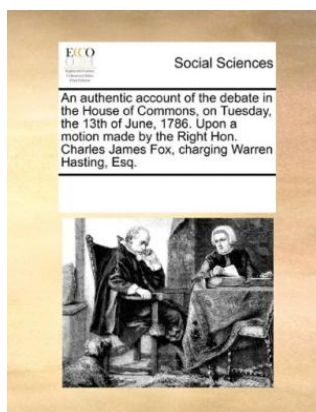 ECCO
Social Sciences
An authentic account of the debate in
the House of Commons, on Tuesday,
the 13th of June, 1786. Upon a
motion made by the Right Hon.
Charles James Fox, charging Warren
Hasting, Esq.